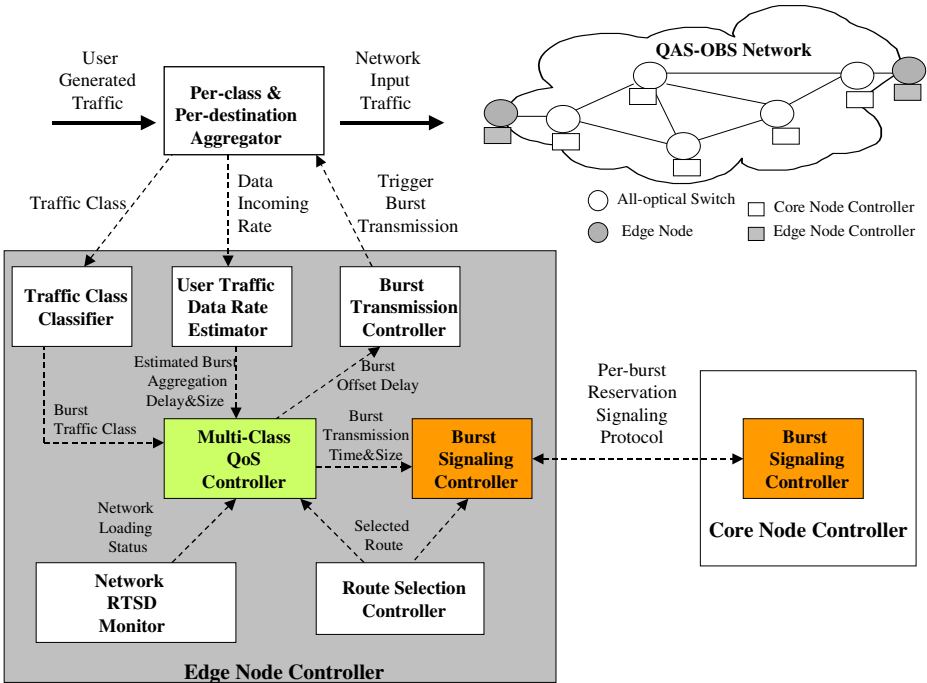 User
Generated
Traffic
Per-class &
Per-destination
Aggregator
Network
Input
Traffic
QAS-OBS Network
All-optical Switch
Core Node Controller
Edge Node
Edge Node Controller
Traffic Class
Data
Incoming
Rate
Trigger
Burst
Transmission
Traffic Class
Classifier
User Traffic
Data Rate
Estimator
Burst
Transmission
Controller
Estimated Burst
Aggregation
Delay&Size
Burst
Offset Delay
Burst
Traffic Class
Multi-Class
QoS
Controller
Burst
Transmission
Time&Size
Burst
Signaling
Controller
Per-burst
Reservation
Signaling
Protocol
Burst
Signaling
Controller
Core Node Controller
Network
Loading
Status
Selected
Route
Network
RTSD
Monitor
Route Selection
Controller
Edge Node Controller